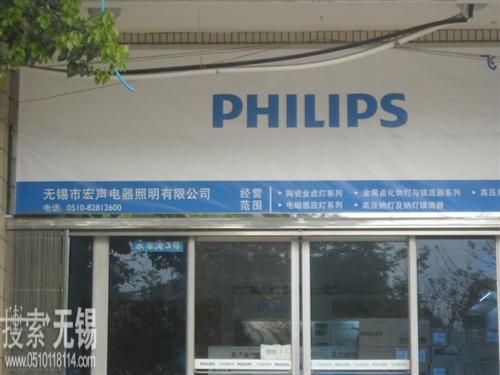 飞
PHILIPS
无锡市宏声电器照明有限公司
电话: 0510-82812600
经营
范围
▸ 陶瓷金卤灯系列 ▸ 金属卤化物灯与镇流器系列 ▸ 高压
▸ 电磁感应灯系列 ▸ 高压钠灯及钠灯镇流器
PHILIPS
PHILIPS
PHILIPS
搜索无锡
www.0510118114.com